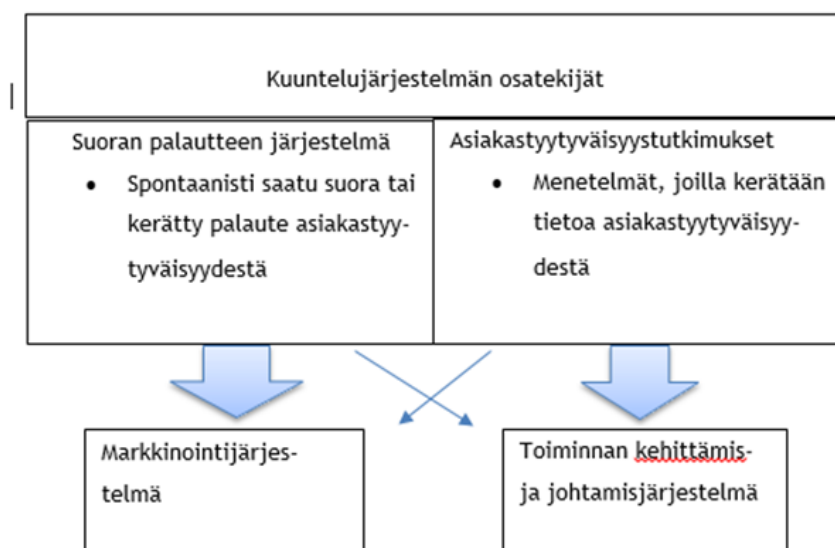 Kuuntelujärjestelmän osatekijät
Suoran palautteen järjestelmä
• Spontaanisti saatu suora tai
kerätty palaute asiakastyy-
tyväisyydestä
Asiakastyytyväisyystutkimukset
• Menetelmät, joilla kerätään
tietoa asiakastyytyväisyy-
destä
Markkinointijärjes-
telmä
Toiminnan kehittämis-
ja johtamisjärjestelmä